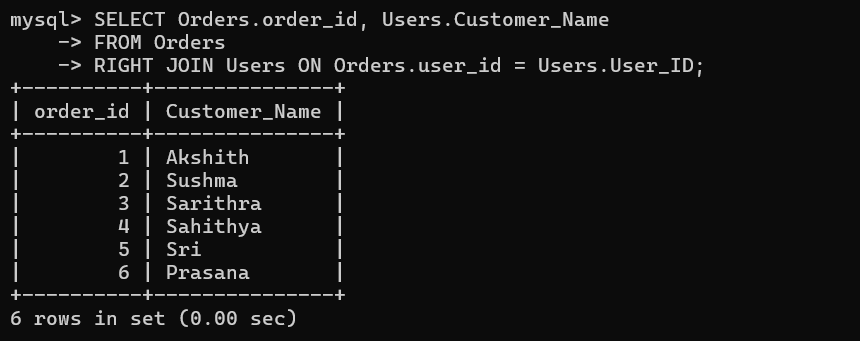 mysql> SELECT Orders.order_id, Users.Customer_Name
    -> FROM Orders
    -> RIGHT JOIN Users ON Orders.user_id = Users.User_ID;
+----------+---------------+
| order_id | Customer_Name |
+----------+---------------+
|        1 | Akshith       |
|        2 | Sushma        |
|        3 | Sarithra      |
|        4 | Sahithya      |
|        5 | Sri           |
|        6 | Prasana       |
+----------+---------------+
6 rows in set (0.00 sec)